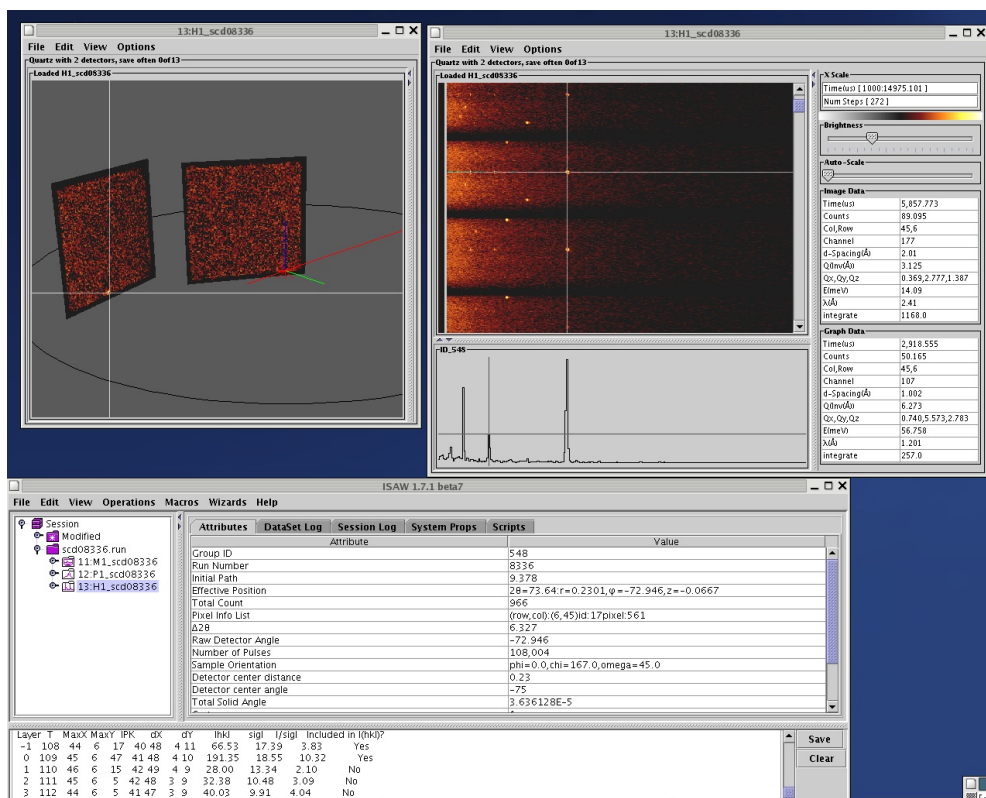 13:H1_scd08336
File Edit View Options
Quartz with 2 detectors, save often 0of13
Loaded H1_scd08336
13:H1_scd08336
File Edit View Options
Quartz with 2 detectors, save often 0of13
Loaded H1_scd08336
X Scale
Time(us) [ 1000:14975.101 ]
Num Steps [ 272 ]
Brightness
Auto-Scale
Image Data
Time(us) 5,857.773
Counts 89.095
Col,Row 45,6
Channel 177
d-Spacing(Å) 2.01
Q(Inv(Å)) 3.125
Qx,Qy,Qz 0.369,2.777,1.387
E(meV) 14.09
λ(Å) 2.41
integrate 1168.0
ID_548
Graph Data
Time(us) 2,918.555
Counts 50.165
Col,Row 45,6
Channel 107
d-Spacing(Å) 1.002
Q(Inv(Å)) 6.273
Qx,Qy,Qz 0.740,5.573,2.783
E(meV) 56.758
λ(Å) 1.201
integrate 257.0
ISAW 1.7.1 beta7
File Edit View Operations Macros Wizards Help
Session
Modified
scd08336.run
11:M1_scd08336
12:P1_scd08336
13:H1_scd08336
Attributes DataSet Log Session Log System Props Scripts
Attribute Value
Group ID 548
Run Number 8336
Initial Path 9.378
Effective Position 2θ=73.64:r=0.2301,φ=-72.946,z=-0.0667
Total Count 966
Pixel Info List (row,col):(6,45)id:17pixel:561
Δ2θ 6.327
Raw Detector Angle -72.946
Number of Pulses 108,004
Sample Orientation phi=0.0,chi=167.0,omega=45.0
Detector center distance 0.23
Detector center angle -75
Total Solid Angle 3.636128E-5
Layer T MaxX MaxY IPK dX dY Ihkl sigI I/sigI Included in I(hkl)?
-1 108 44 6 17 40 48 4 11 66.53 17.39 3.83 Yes
0 109 45 6 47 41 48 4 10 191.35 18.55 10.32 Yes
1 110 46 6 15 42 49 4 9 28.00 13.34 2.10 No
2 111 45 6 5 42 48 3 9 32.38 10.48 3.09 No
3 112 44 6 5 41 47 3 9 40.03 9.91 4.04 No
Save
Clear